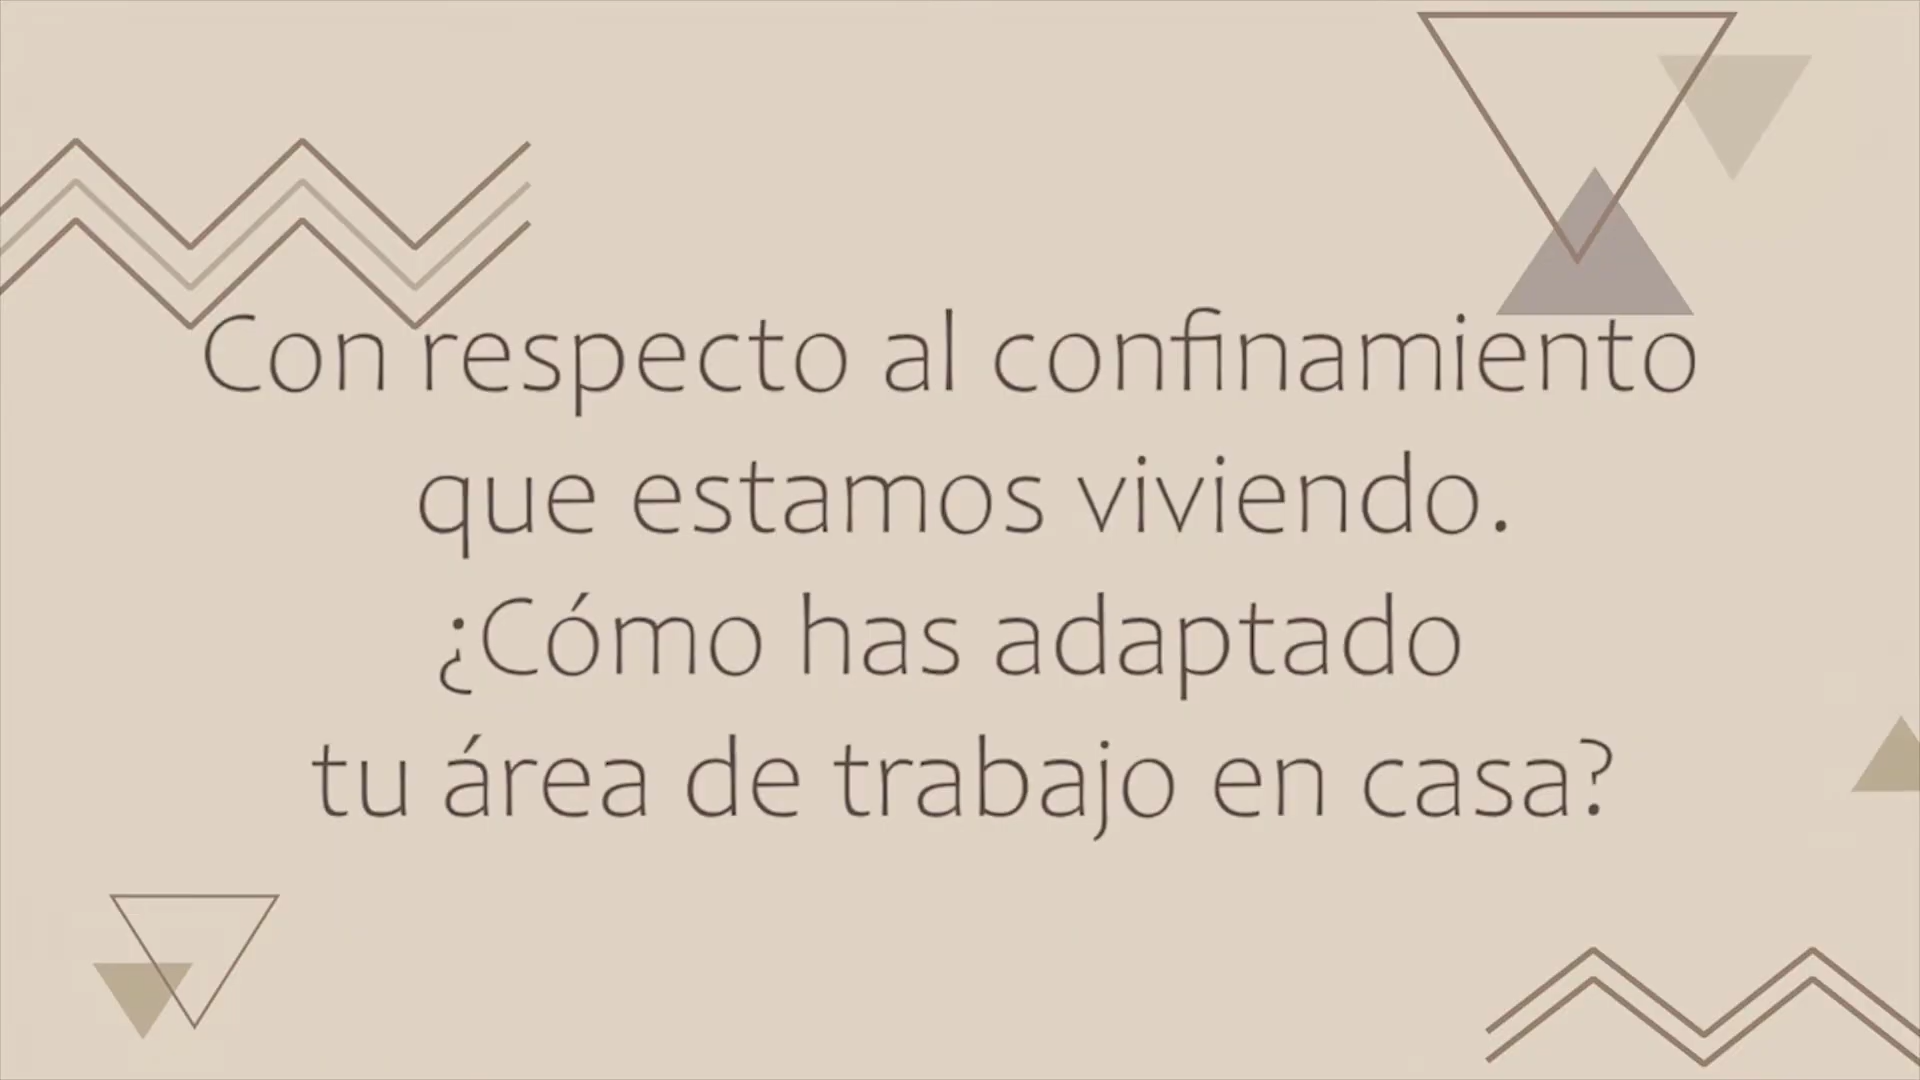 Con respecto al confinamiento
que estamos viviendo.
¿Cómo has adaptado
tu área de trabajo en casa?